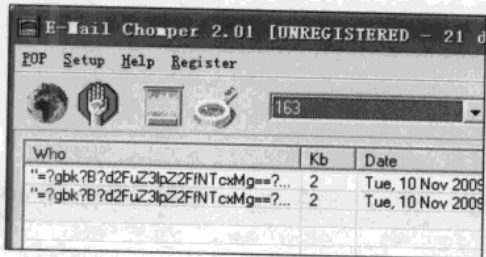 E-Mail Chomper 2.01 [UNREGISTERED - 21 d
POP Setup Help Register
163
Who Kb Date
"=?gbk?B?d2FuZ3lpZ2FfNTcxMg==?... 2 Tue, 10 Nov 2009
"=?gbk?B?d2FuZ3lpZ2FfNTcxMg==?... 2 Tue, 10 Nov 2009